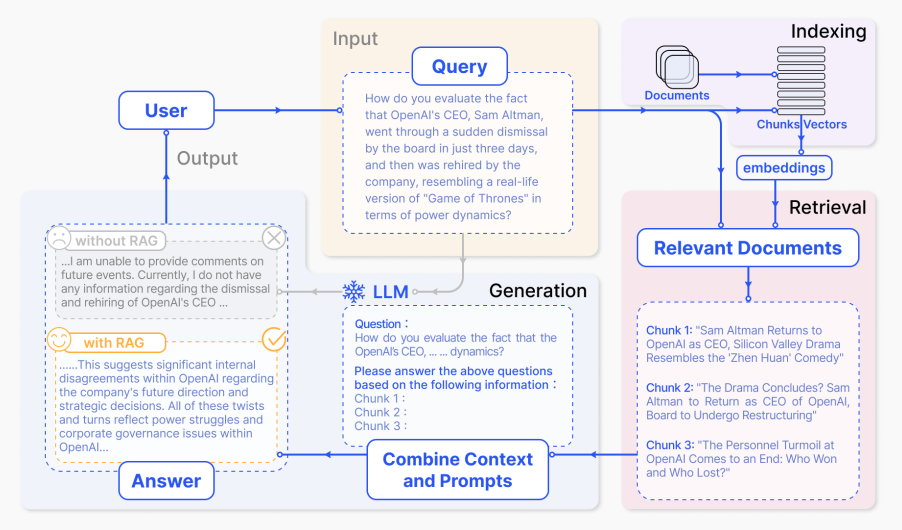 Input
Query
How do you evaluate the fact
that OpenAI's CEO, Sam Altman,
went through a sudden dismissal
by the board in just three days,
and then was rehired by the
company, resembling a real-life
version of "Game of Thrones" in
terms of power dynamics?
Indexing
Documents
Chunks Vectors
embeddings
User
Output
Retrieval
Relevant Documents
Chunk 1: "Sam Altman Returns to
OpenAI as CEO, Silicon Valley Drama
Resembles the 'Zhen Huan' Comedy"
Chunk 2: "The Drama Concludes? Sam
Altman to Return as CEO of OpenAI,
Board to Undergo Restructuring"
Chunk 3: "The Personnel Turmoil at
OpenAI Comes to an End: Who Won
and Who Lost?"
LLM
Generation
Question :
How do you evaluate the fact that the
OpenAI's CEO, ... ... dynamics?
Please answer the above questions
based on the following information :
Chunk 1 :
Chunk 2 :
Chunk 3 :
Combine Context
and Prompts
without RAG
...I am unable to provide comments on
future events. Currently, I do not have
any information regarding the dismissal
and rehiring of OpenAI's CEO ...
with RAG
......This suggests significant internal
disagreements within OpenAI regarding
the company's future direction and
strategic decisions. All of these twists
and turns reflect power struggles and
corporate governance issues within
OpenAI...
Answer